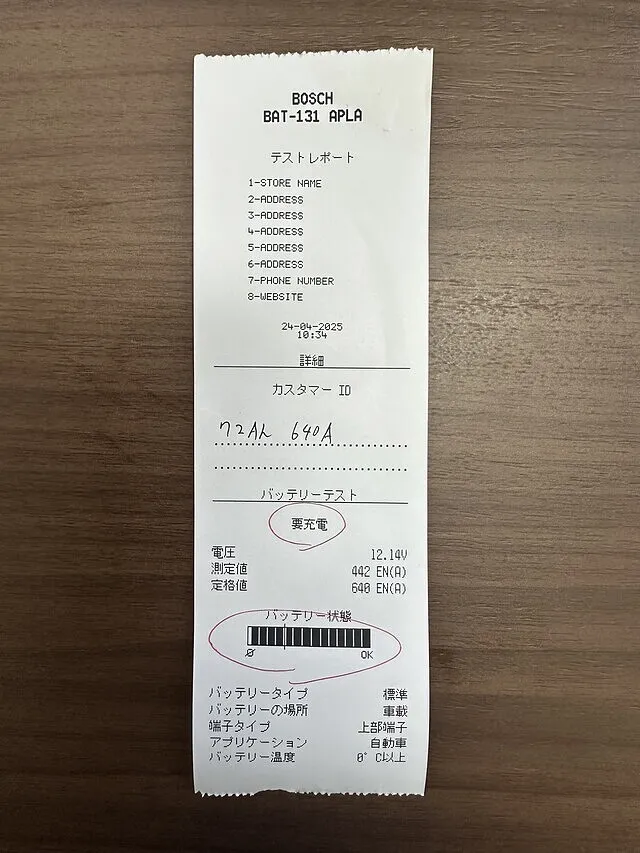 BOSCH
BAT-131 APLA
テストレポート
1-STORE NAME
2-ADDRESS
3-ADDRESS
4-ADDRESS
5-ADDRESS
6-ADDRESS
7-PHONE NUMBER
8-WEBSITE
24-04-2025
10:34
詳細
カスタマー ID
72Ah 640A
バッテリーテスト
要充電
電圧 12.14V
測定値 442 EN(A)
定格値 640 EN(A)
バッテリー状態
0 OK
バッテリータイプ 標準
バッテリーの場所 車載
端子タイプ 上部端子
アプリケーション 自動車
バッテリー温度 0° C以上